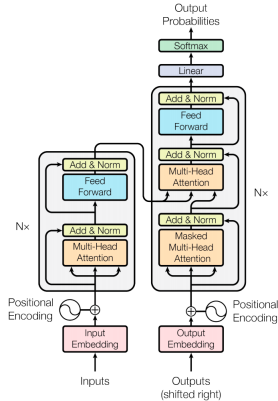 Output
Probabilities
Softmax
Linear
Add & Norm
Feed
Forward
Add & Norm
Multi-Head
Attention
Add & Norm
Masked
Multi-Head
Attention
N×
Add & Norm
Feed
Forward
Add & Norm
Multi-Head
Attention
N×
Positional
Encoding
Input
Embedding
Inputs
Positional
Encoding
Output
Embedding
Outputs
(shifted right)